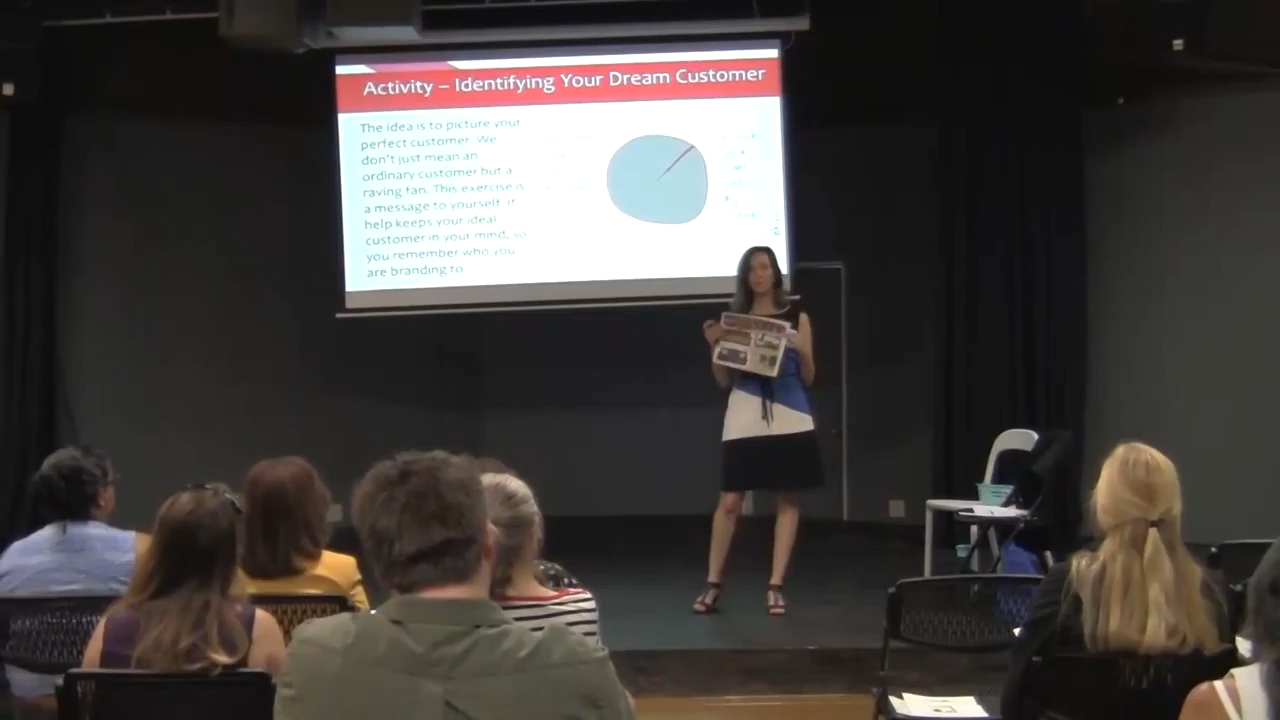 Activity – Identifying Your Dream Customer
The idea is to picture your
perfect customer. We
don't just mean an
ordinary customer but a
raving fan. This exercise is
a message to yourself. It
help keeps your ideal
customer in your mind, so
you remember who you
are branding to